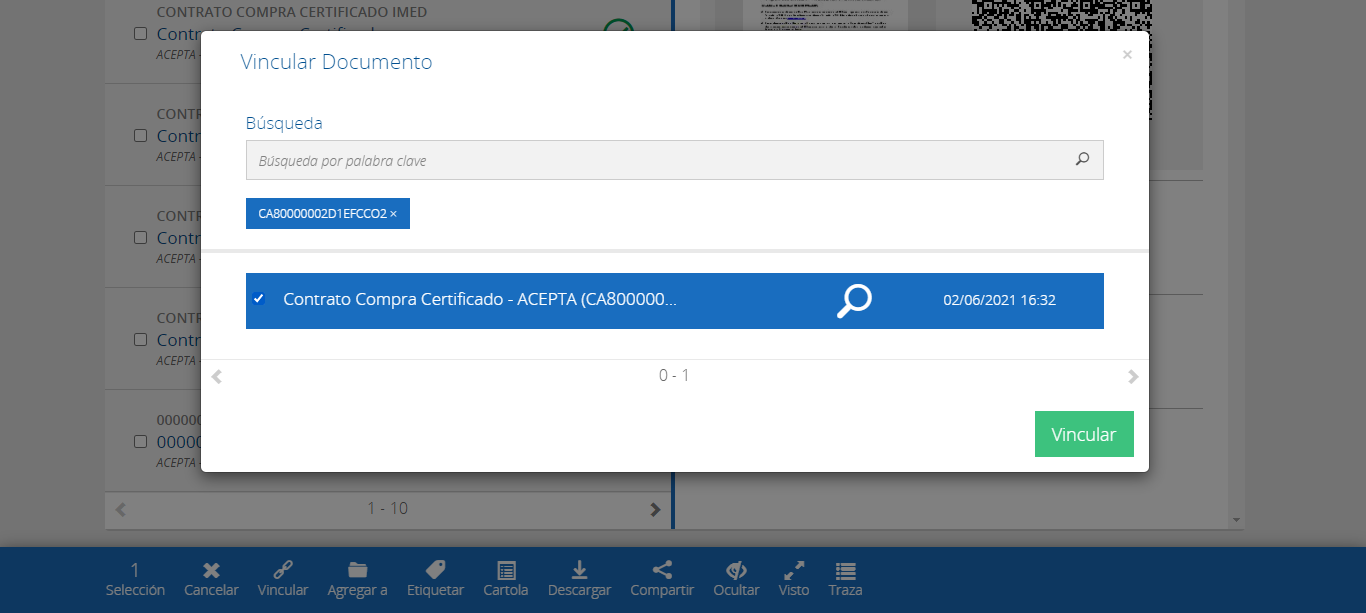 CONTRATO COMPRA CERTIFICADO IMED
Contrato Compra Certificado
ACEPTA -
CONTR
Contr
ACEPTA -
CONTR
Contr
ACEPTA -
CONTR
Contr
ACEPTA -
000000
00000
ACEPTA -
1 - 10
Vincular Documento
×
Búsqueda
Búsqueda por palabra clave
CA80000002D1EFCCO2 ×
Contrato Compra Certificado - ACEPTA (CA800000...
02/06/2021 16:32
0 - 1
Vincular
1
Selección Cancelar Vincular Agregar a Etiquetar Cartola Descargar Compartir Ocultar Visto Traza